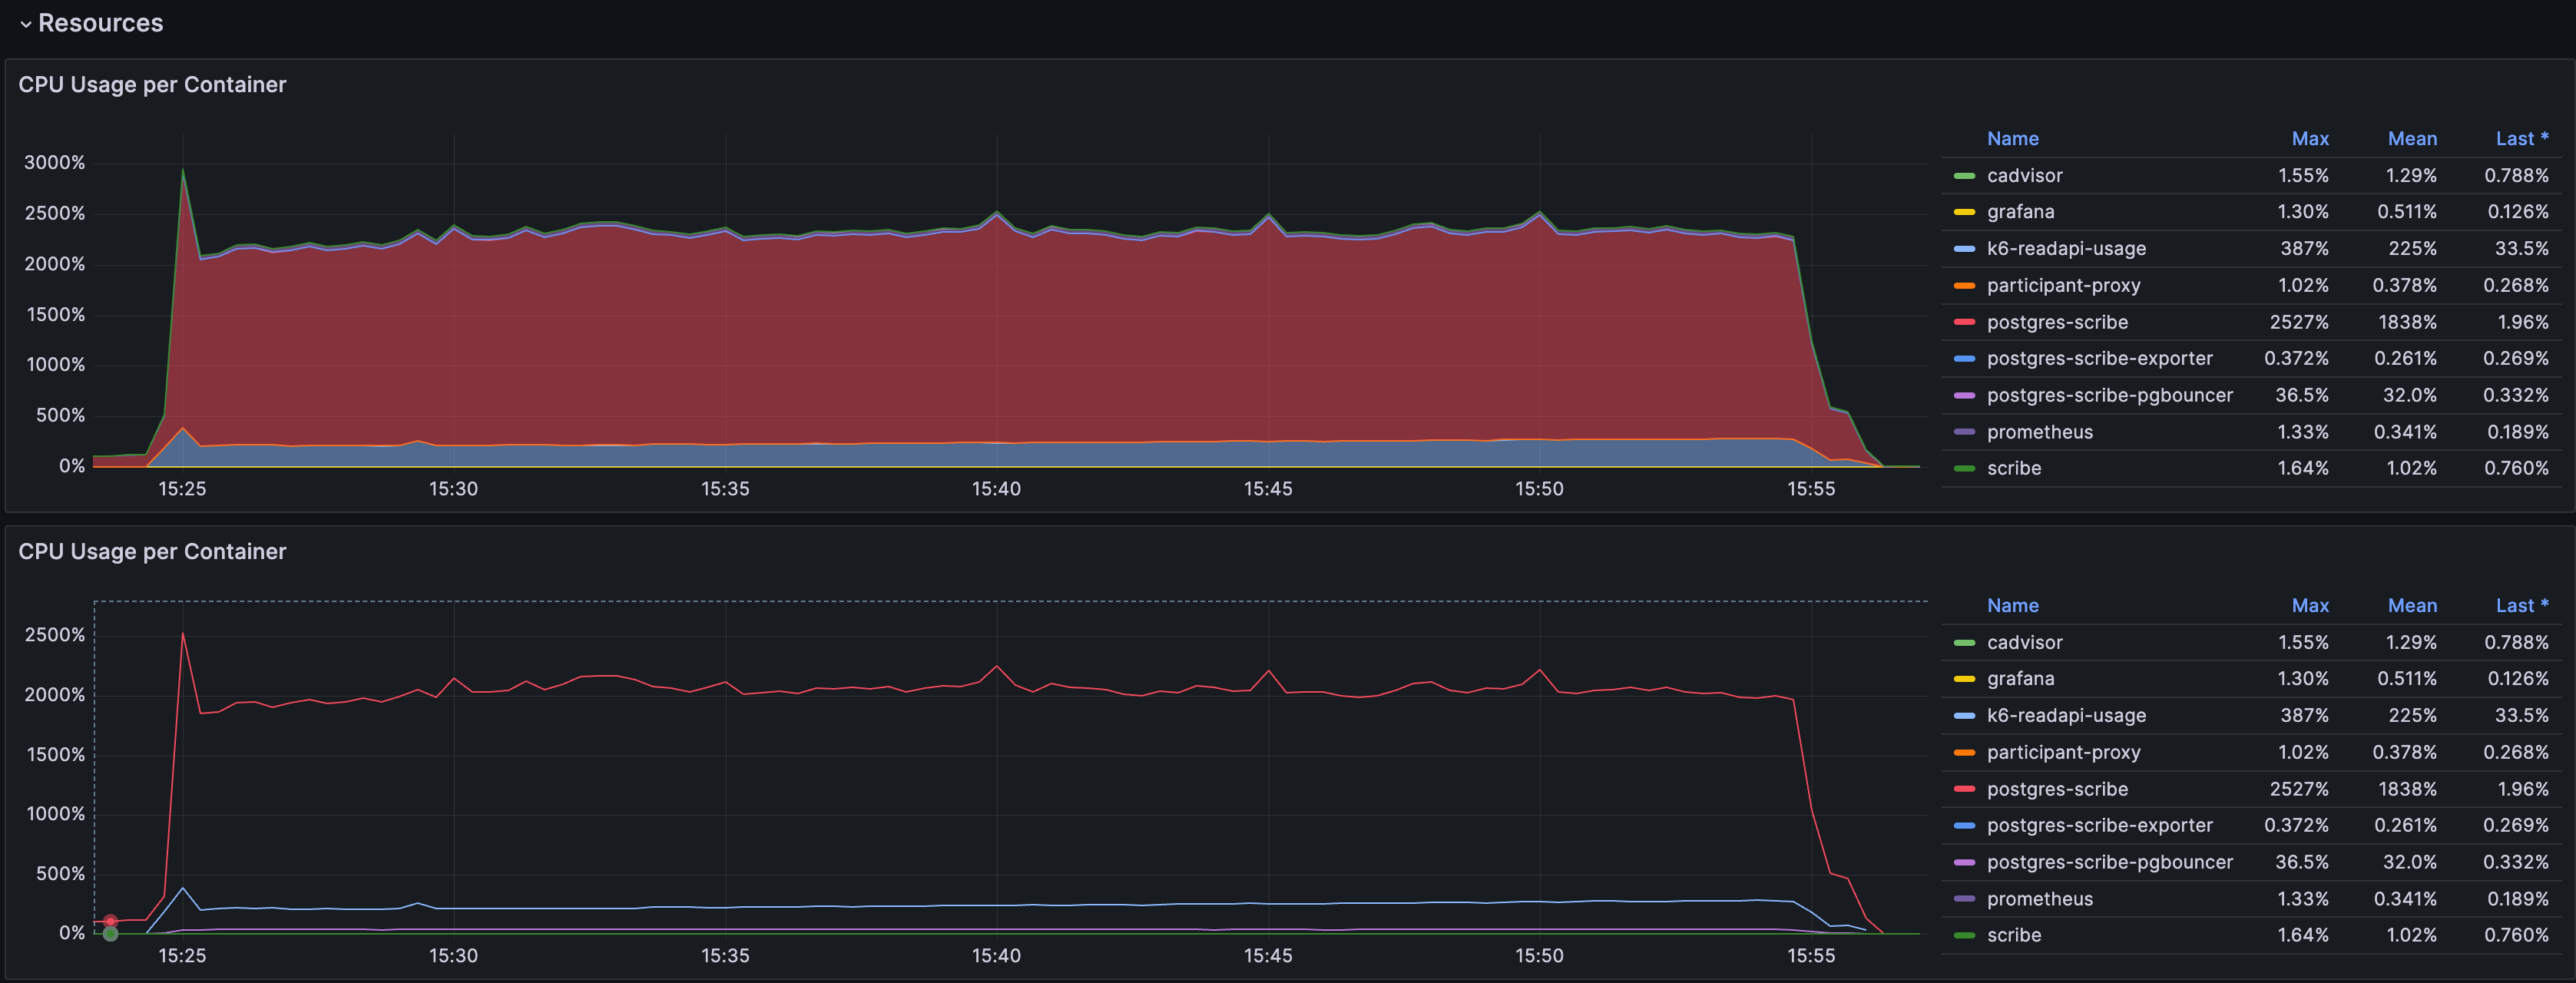 Resources
CPU Usage per Container
3000%
2500%
2000%
1500%
1000%
500%
0%
15:25 15:30 15:35 15:40 15:45 15:50 15:55
Name Max Mean Last *
cadvisor 1.55% 1.29% 0.788%
grafana 1.30% 0.511% 0.126%
k6-readapi-usage 387% 225% 33.5%
participant-proxy 1.02% 0.378% 0.268%
postgres-scribe 2527% 1838% 1.96%
postgres-scribe-exporter 0.372% 0.261% 0.269%
postgres-scribe-pgbouncer 36.5% 32.0% 0.332%
prometheus 1.33% 0.341% 0.189%
scribe 1.64% 1.02% 0.760%
CPU Usage per Container
2500%
2000%
1500%
1000%
500%
0%
15:25 15:30 15:35 15:40 15:45 15:50 15:55
Name Max Mean Last *
cadvisor 1.55% 1.29% 0.788%
grafana 1.30% 0.511% 0.126%
k6-readapi-usage 387% 225% 33.5%
participant-proxy 1.02% 0.378% 0.268%
postgres-scribe 2527% 1838% 1.96%
postgres-scribe-exporter 0.372% 0.261% 0.269%
postgres-scribe-pgbouncer 36.5% 32.0% 0.332%
prometheus 1.33% 0.341% 0.189%
scribe 1.64% 1.02% 0.760%